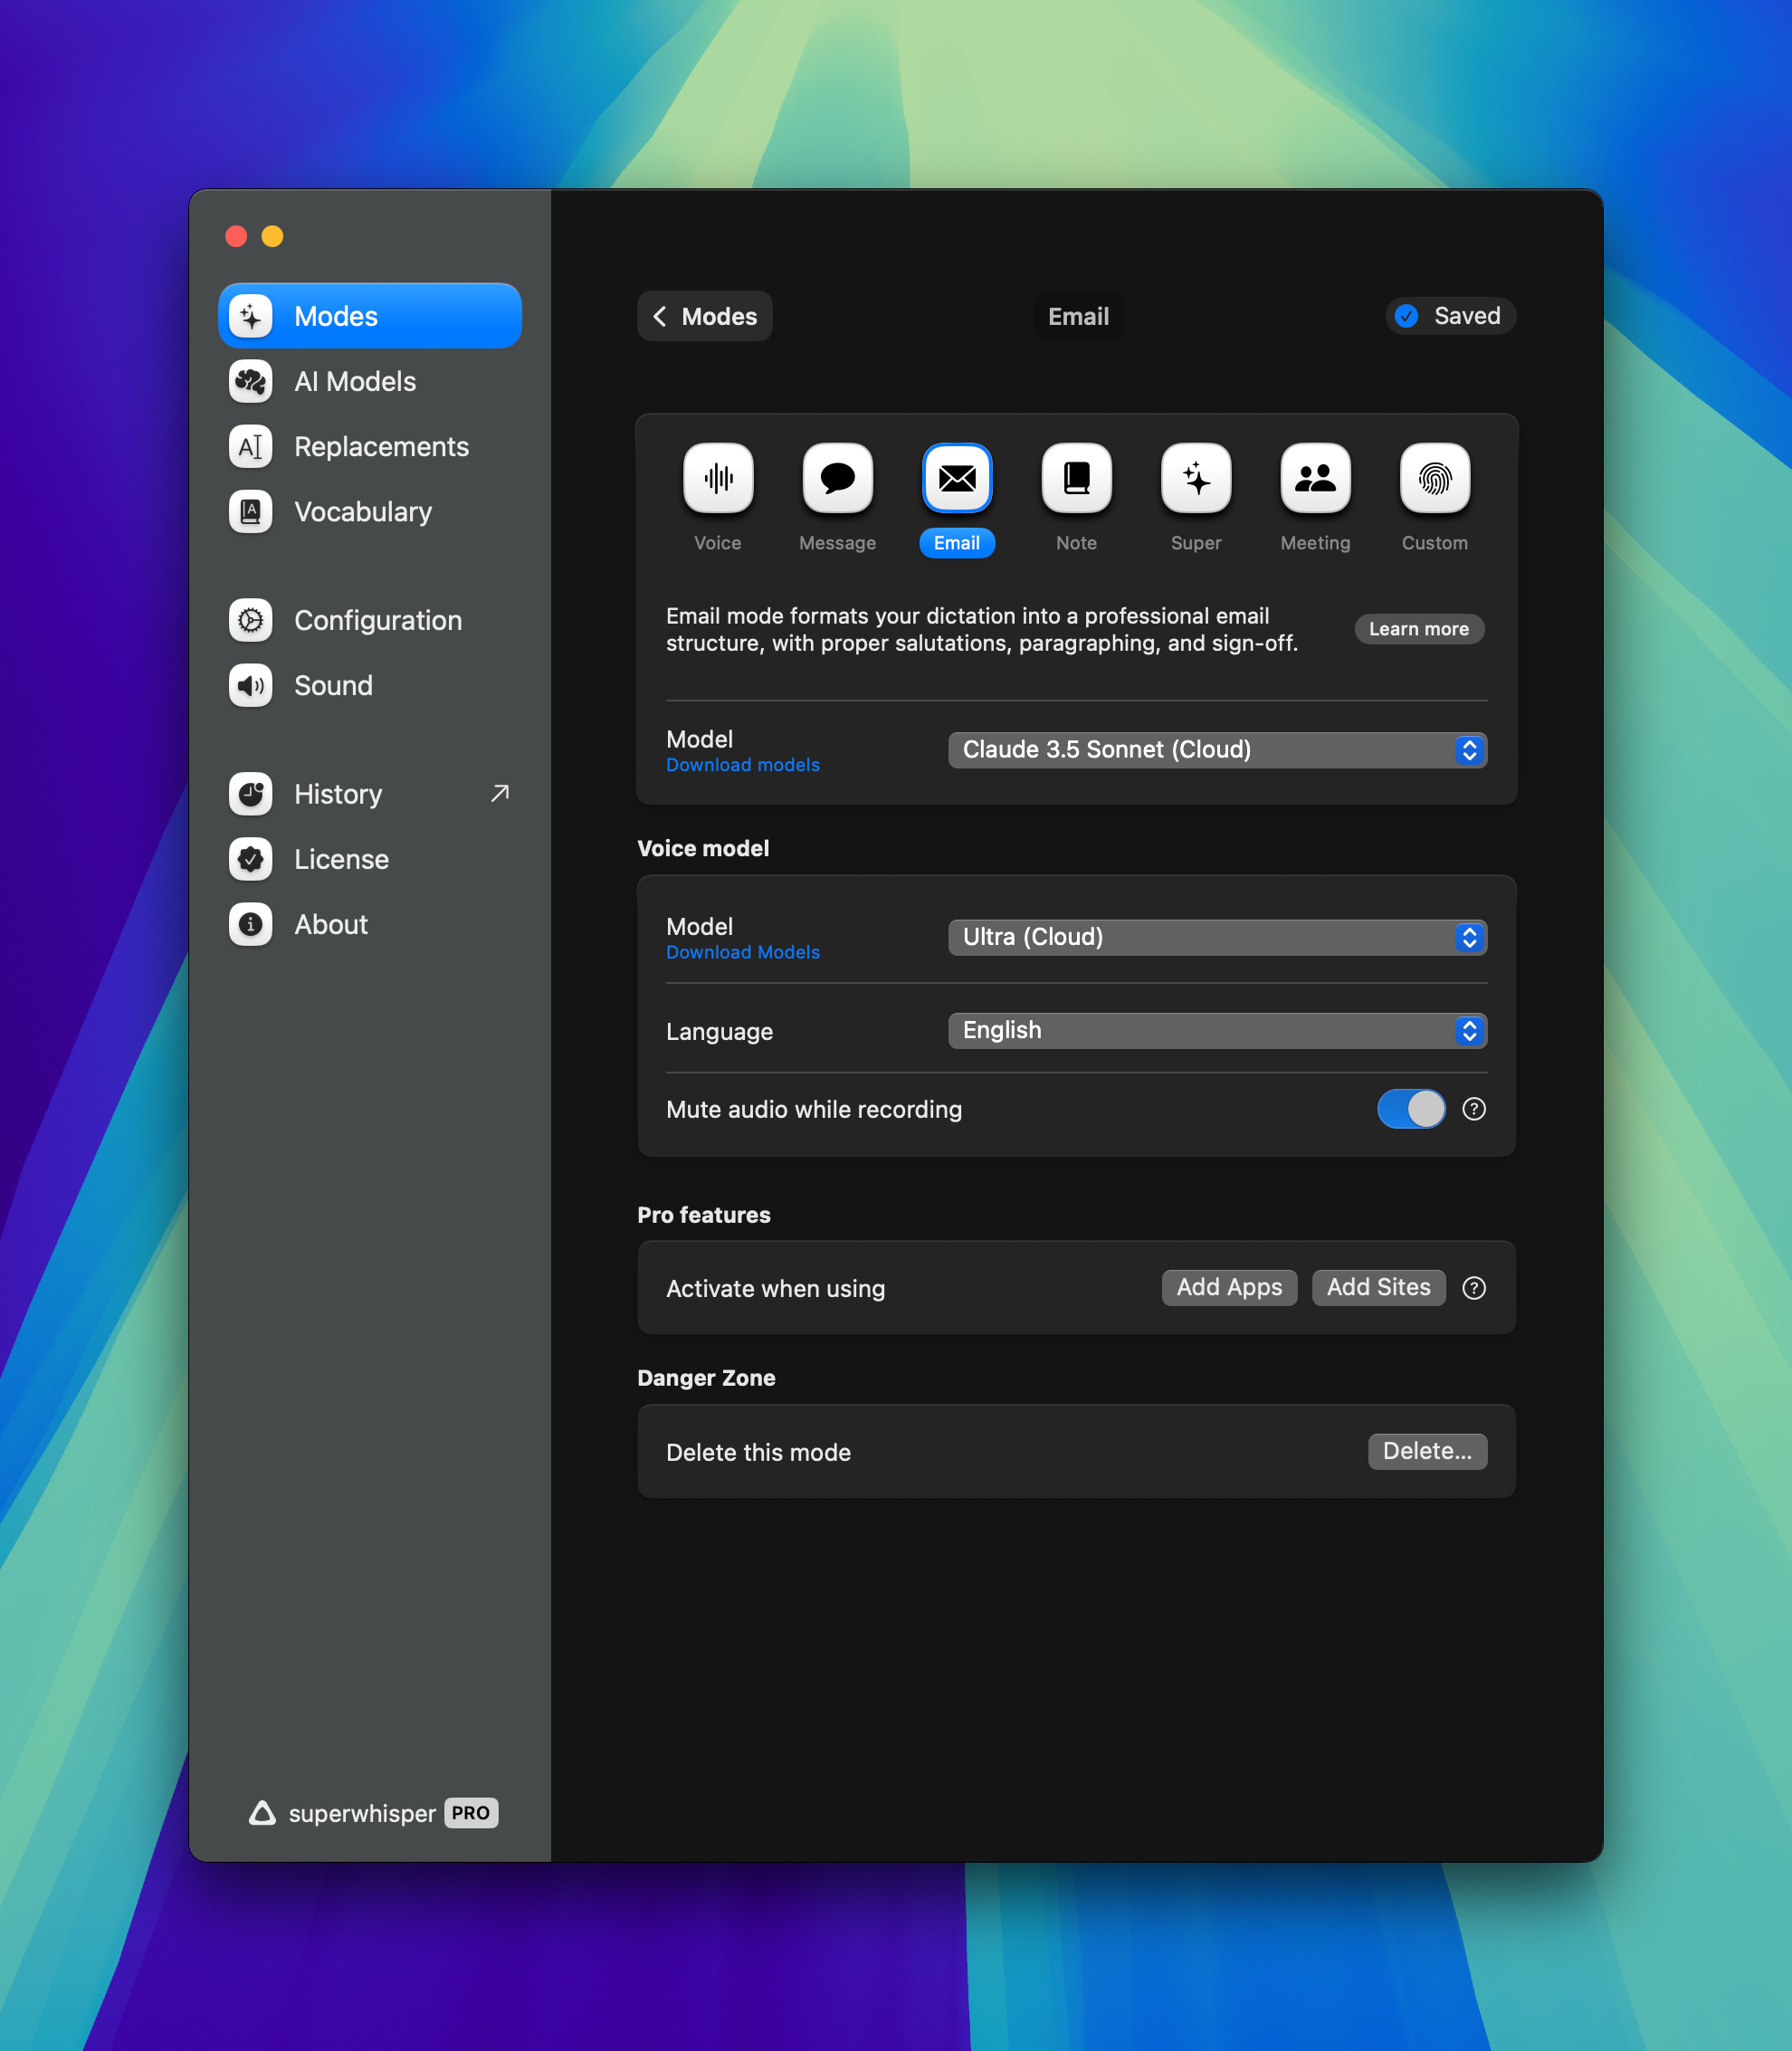 Modes
AI Models
Replacements
Vocabulary
Configuration
Sound
History
License
About
superwhisper PRO
Modes
Email
Saved
Voice
Message
Email
Note
Super
Meeting
Custom
Email mode formats your dictation into a professional email
structure, with proper salutations, paragraphing, and sign-off.
Learn more
Model
Download models
Claude 3.5 Sonnet (Cloud)
Voice model
Model
Download Models
Ultra (Cloud)
Language
English
Mute audio while recording
Pro features
Activate when using
Add Apps
Add Sites
Danger Zone
Delete this mode
Delete...